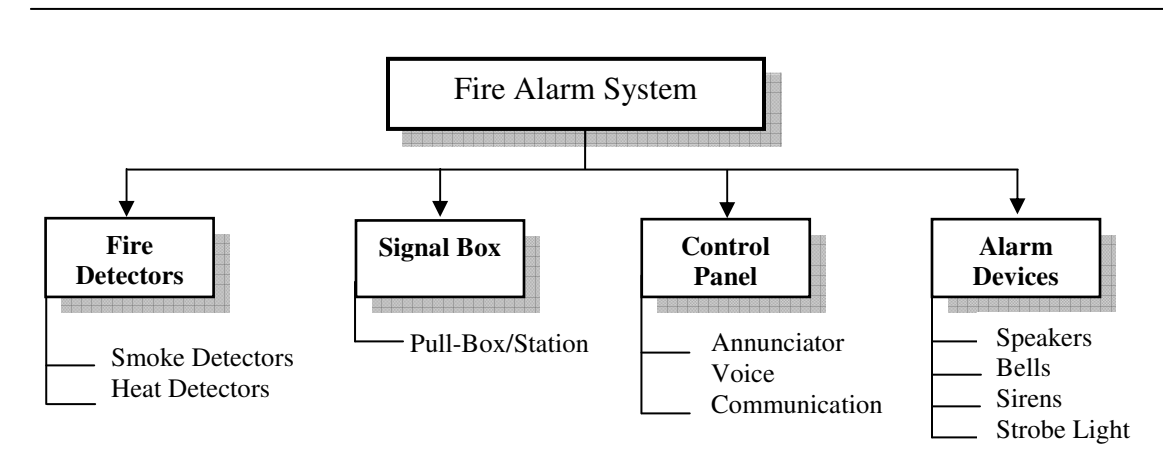 Fire Alarm System
Fire
Detectors
Smoke Detectors
Heat Detectors
Signal Box
Pull-Box/Station
Control
Panel
Annunciator
Voice
Communication
Alarm
Devices
Speakers
Bells
Sirens
Strobe Light